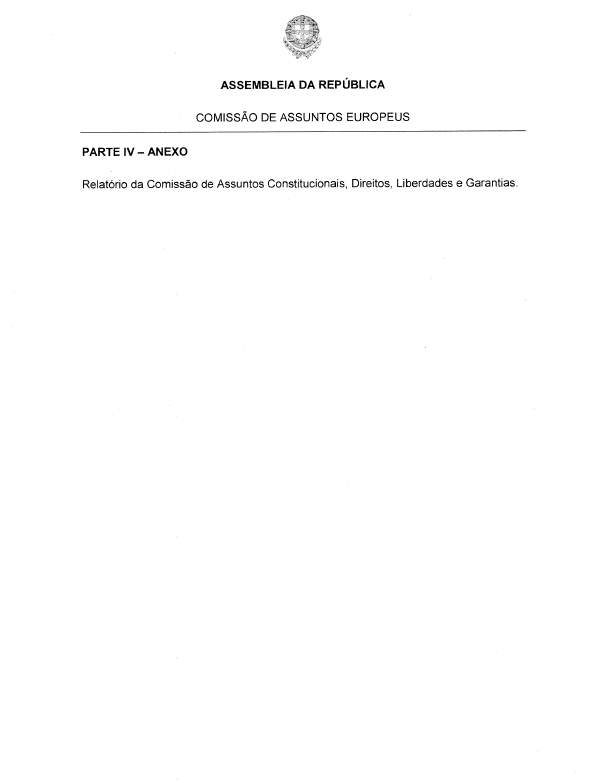 ASSEMBLEIA DA REPÚBLICA
COMISSÃO DE ASSUNTOS EUROPEUS
PARTE IV – ANEXO
Relatório da Comissão de Assuntos Constitucionais, Direitos, Liberdades e Garantias.